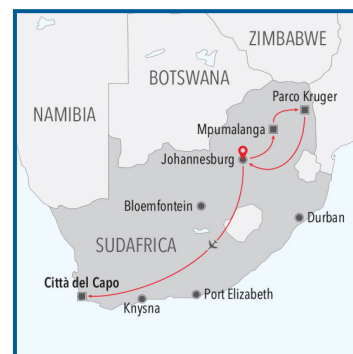 ZIMBABWE
BOTSWANA
NAMIBIA
Parco Kruger
Mpumalanga
Johannesburg
Bloemfontein
Durban
SUDAFRICA
Città del Capo
Port Elizabeth
Knysna